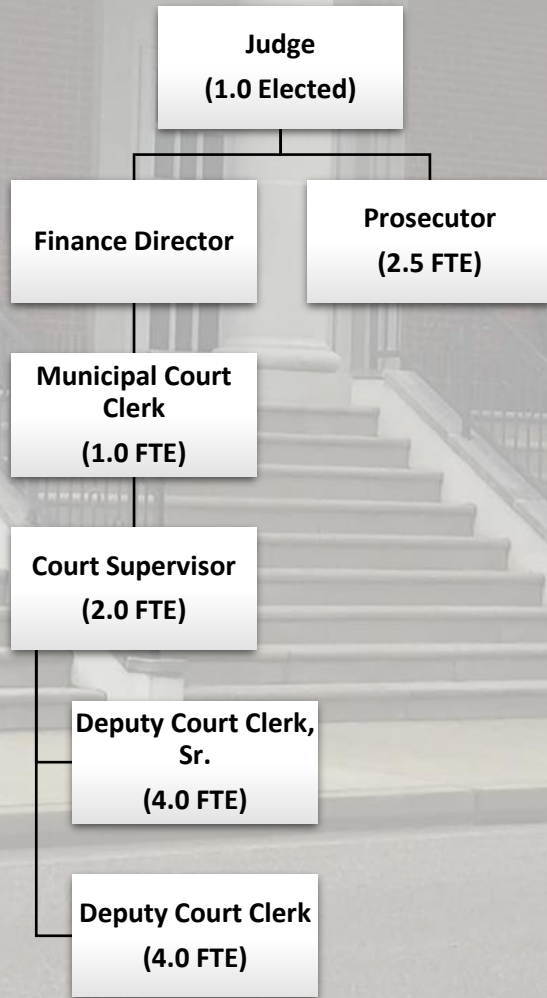 Judge
(1.0 Elected)
Finance Director
Prosecutor
(2.5 FTE)
Municipal Court
Clerk
(1.0 FTE)
Court Supervisor
(2.0 FTE)
Deputy Court Clerk,
Sr.
(4.0 FTE)
Deputy Court Clerk
(4.0 FTE)